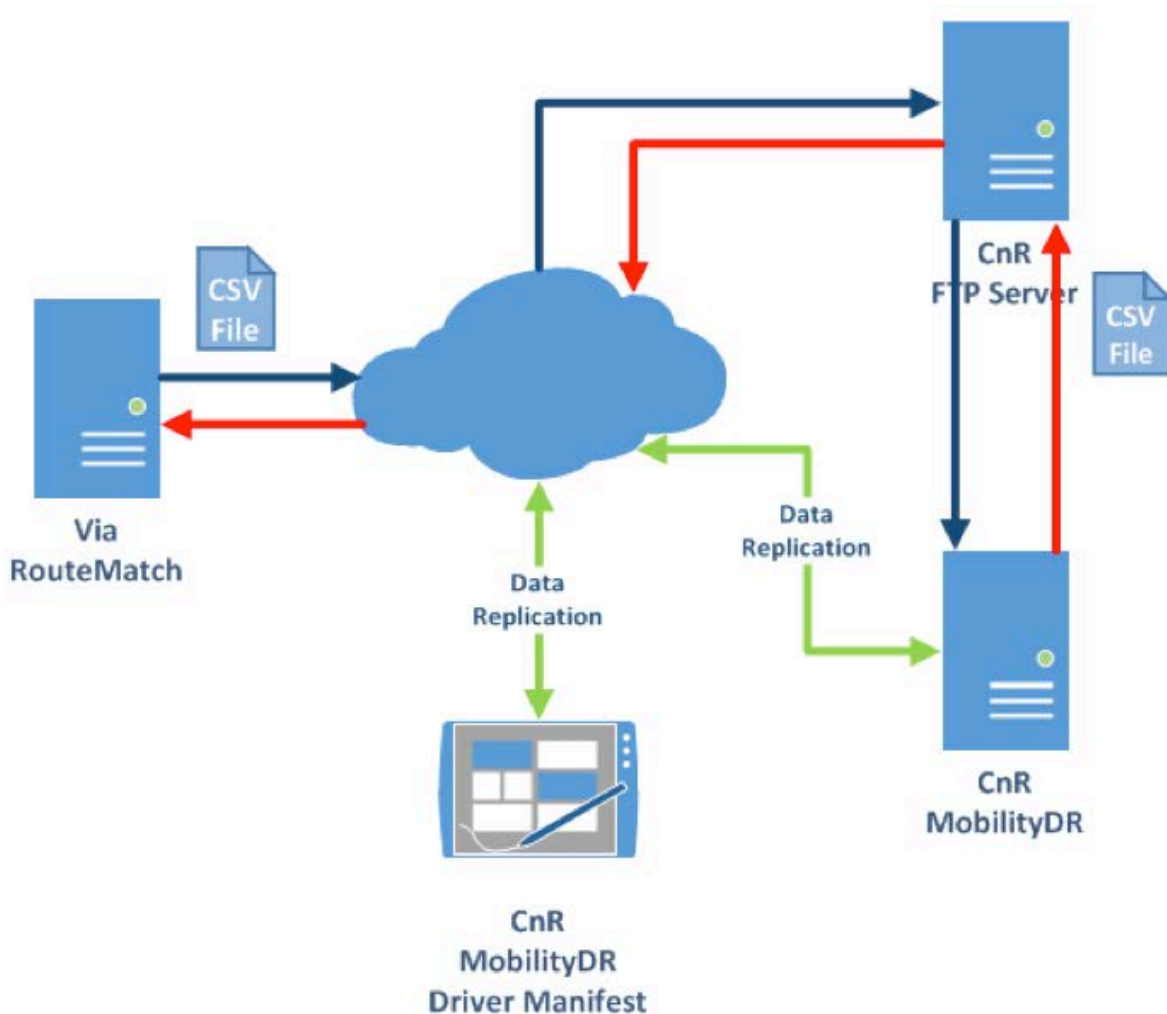 CnR
FTP Server
CSV
File
CSV
File
Via
RouteMatch
Data
Replication
Data
Replication
CnR
MobilityDR
CnR
MobilityDR
Driver Manifest